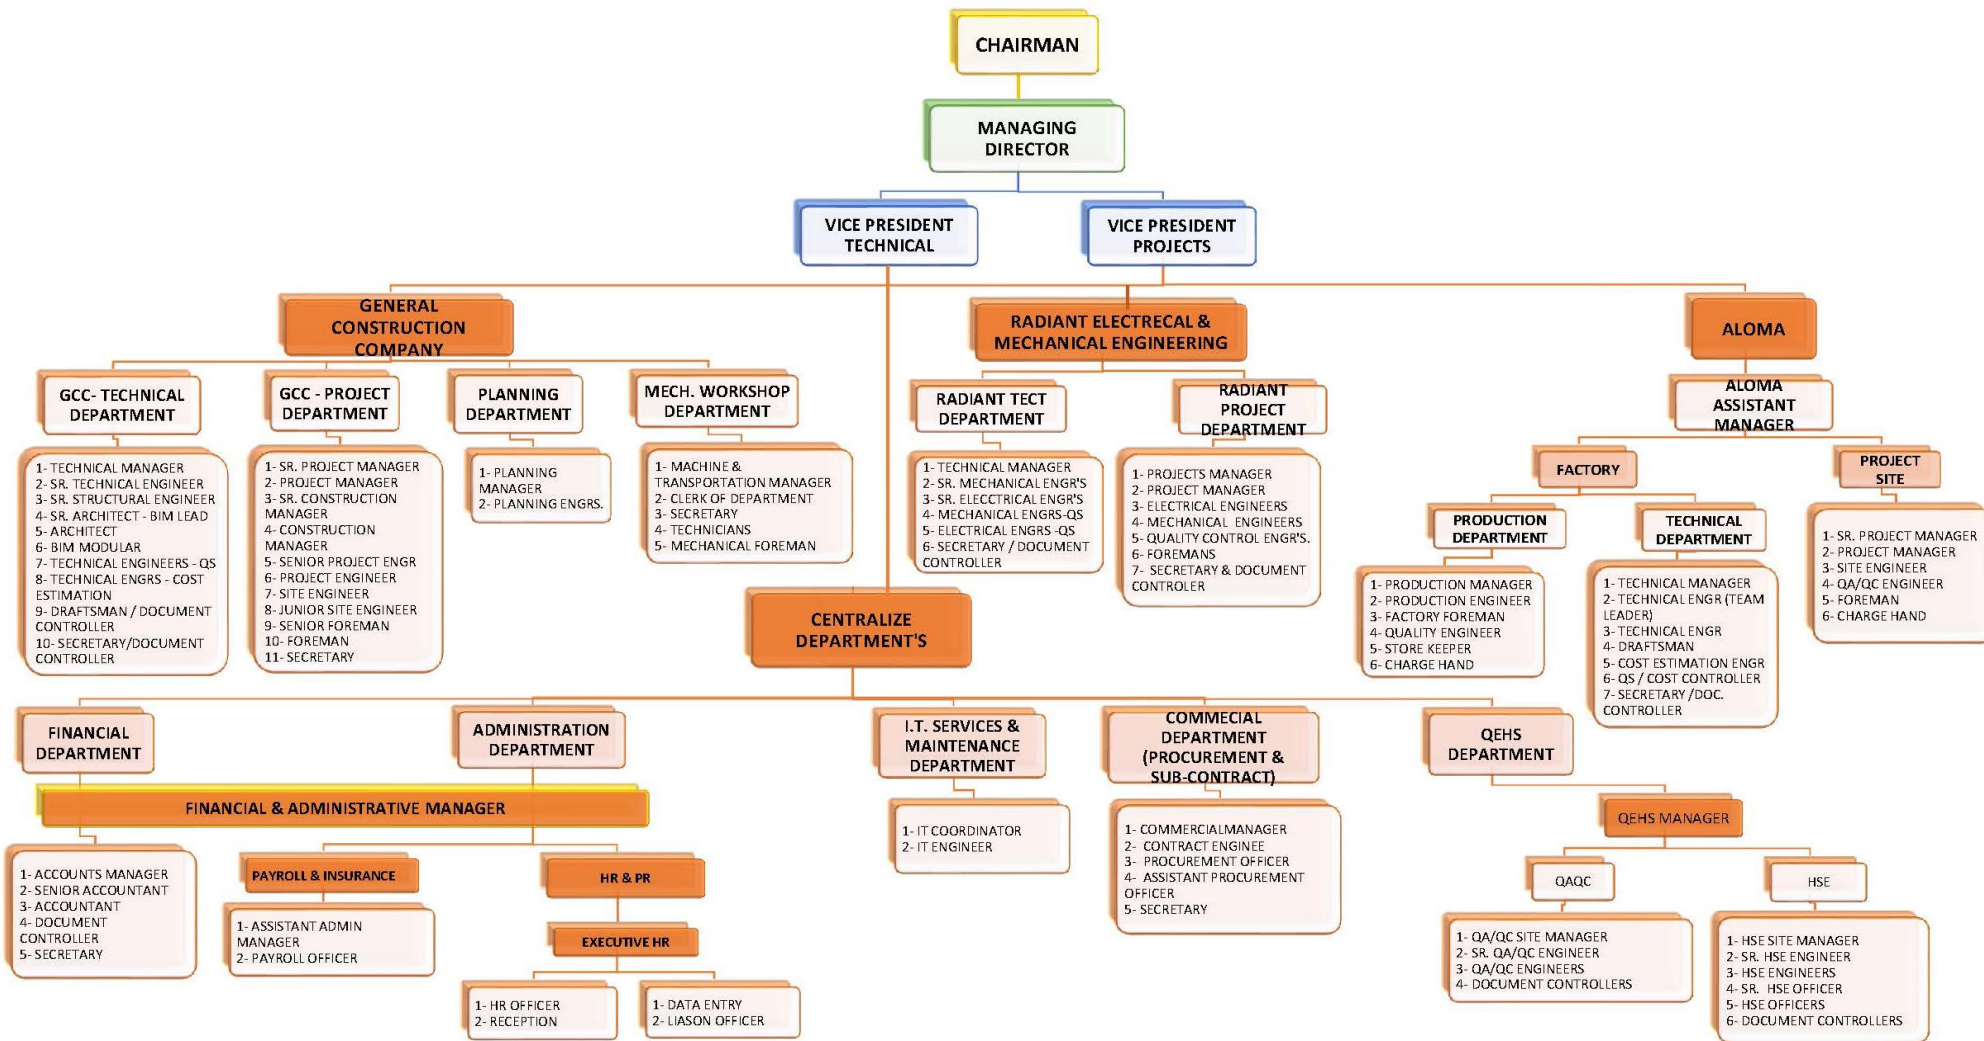 CHAIRMAN
MANAGING
DIRECTOR
VICE PRESIDENT
TECHNICAL
VICE PRESIDENT
PROJECTS
GENERAL
CONSTRUCTION
COMPANY
RADIANT ELECTRECAL &
MECHANICAL ENGINEERING
ALOMA
GCC- TECHNICAL
DEPARTMENT
GCC - PROJECT
DEPARTMENT
PLANNING
DEPARTMENT
MECH. WORKSHOP
DEPARTMENT
RADIANT TECT
DEPARTMENT
RADIANT
PROJECT
DEPARTMENT
ALOMA
ASSISTANT
MANAGER
1- TECHNICAL MANAGER
2- SR. TECHNICAL ENGINEER
3- SR. STRUCTURAL ENGINEER
4- SR. ARCHITECT - BIM LEAD
5- ARCHITECT
6- BIM MODULAR
7- TECHNICAL ENGINEERS - QS
8- TECHNICAL ENGRS - COST
ESTIMATION
9- DRAFTSMAN / DOCUMENT
CONTROLLER
10- SECRETARY/DOCUMENT
CONTROLLER
1- SR. PROJECT MANAGER
2- PROJECT MANAGER
3- SR. CONSTRUCTION
MANAGER
4- CONSTRUCTION
MANAGER
5- SENIOR PROJECT ENGR
6- PROJECT ENGINEER
7- SITE ENGINEER
8- JUNIOR SITE ENGINEER
9- SENIOR FOREMAN
10- FOREMAN
11- SECRETARY
1- PLANNING
MANAGER
2- PLANNING ENGRS.
1- MACHINE &
TRANSPORTATION MANAGER
2- CLERK OF DEPARTMENT
3- SECRETARY
4- TECHNICIANS
5- MECHANICAL FOREMAN
1- TECHNICAL MANAGER
2- SR. MECHANICAL ENGR'S
3- SR. ELECCTRICAL ENGR'S
4- MECHANICAL ENGRS-QS
5- ELECTRICAL ENGRS -QS
6- SECRETARY / DOCUMENT
CONTROLLER
1- PROJECTS MANAGER
2- PROJECT MANAGER
3- ELECTRICAL ENGINEERS
4- MECHANICAL ENGINEERS
5- QUALITY CONTROL ENGR'S.
6- FOREMANS
7- SECRETARY & DOCUMENT
CONTROLER
FACTORY
PROJECT
SITE
PRODUCTION
DEPARTMENT
TECHNICAL
DEPARTMENT
1- PRODUCTION MANAGER
2- PRODUCTION ENGINEER
3- FACTORY FOREMAN
4- QUALITY ENGINEER
5- STORE KEEPER
6- CHARGE HAND
1- TECHNICAL MANAGER
2- TECHNICAL ENGR (TEAM
LEADER)
3- TECHNICAL ENGR
4- DRAFTSMAN
5- COST ESTIMATION ENGR
6- QS / COST CONTROLLER
7- SECRETARY /DOC.
CONTROLLER
1- SR. PROJECT MANAGER
2- PROJECT MANAGER
3- SITE ENGINEER
4- QA/QC ENGINEER
5- FOREMAN
6- CHARGE HAND
CENTRALIZE
DEPARTMENT'S
FINANCIAL
DEPARTMENT
ADMINISTRATION
DEPARTMENT
I.T. SERVICES &
MAINTENANCE
DEPARTMENT
COMMECIAL
DEPARTMENT
(PROCUREMENT &
SUB-CONTRACT)
QEHS
DEPARTMENT
FINANCIAL & ADMINISTRATIVE MANAGER
QEHS MANAGER
1- ACCOUNTS MANAGER
2- SENIOR ACCOUNTANT
3- ACCOUNTANT
4- DOCUMENT
CONTROLLER
5- SECRETARY
PAYROLL & INSURANCE
1- ASSISTANT ADMIN
MANAGER
2- PAYROLL OFFICER
HR & PR
EXECUTIVE HR
1- HR OFFICER
2- RECEPTION
1- DATA ENTRY
2- LIASON OFFICER
1- IT COORDINATOR
2- IT ENGINEER
1- COMMERCIALMANAGER
2- CONTRACT ENGINEE
3- PROCUREMENT OFFICER
4- ASSISTANT PROCUREMENT
OFFICER
5- SECRETARY
QAQC
HSE
1- QA/QC SITE MANAGER
2- SR. QA/QC ENGINEER
3- QA/QC ENGINEERS
4- DOCUMENT CONTROLLERS
1- HSE SITE MANAGER
2- SR. HSE ENGINEER
3- HSE ENGINEERS
4- SR. HSE OFFICER
5- HSE OFFICERS
6- DOCUMENT CONTROLLERS